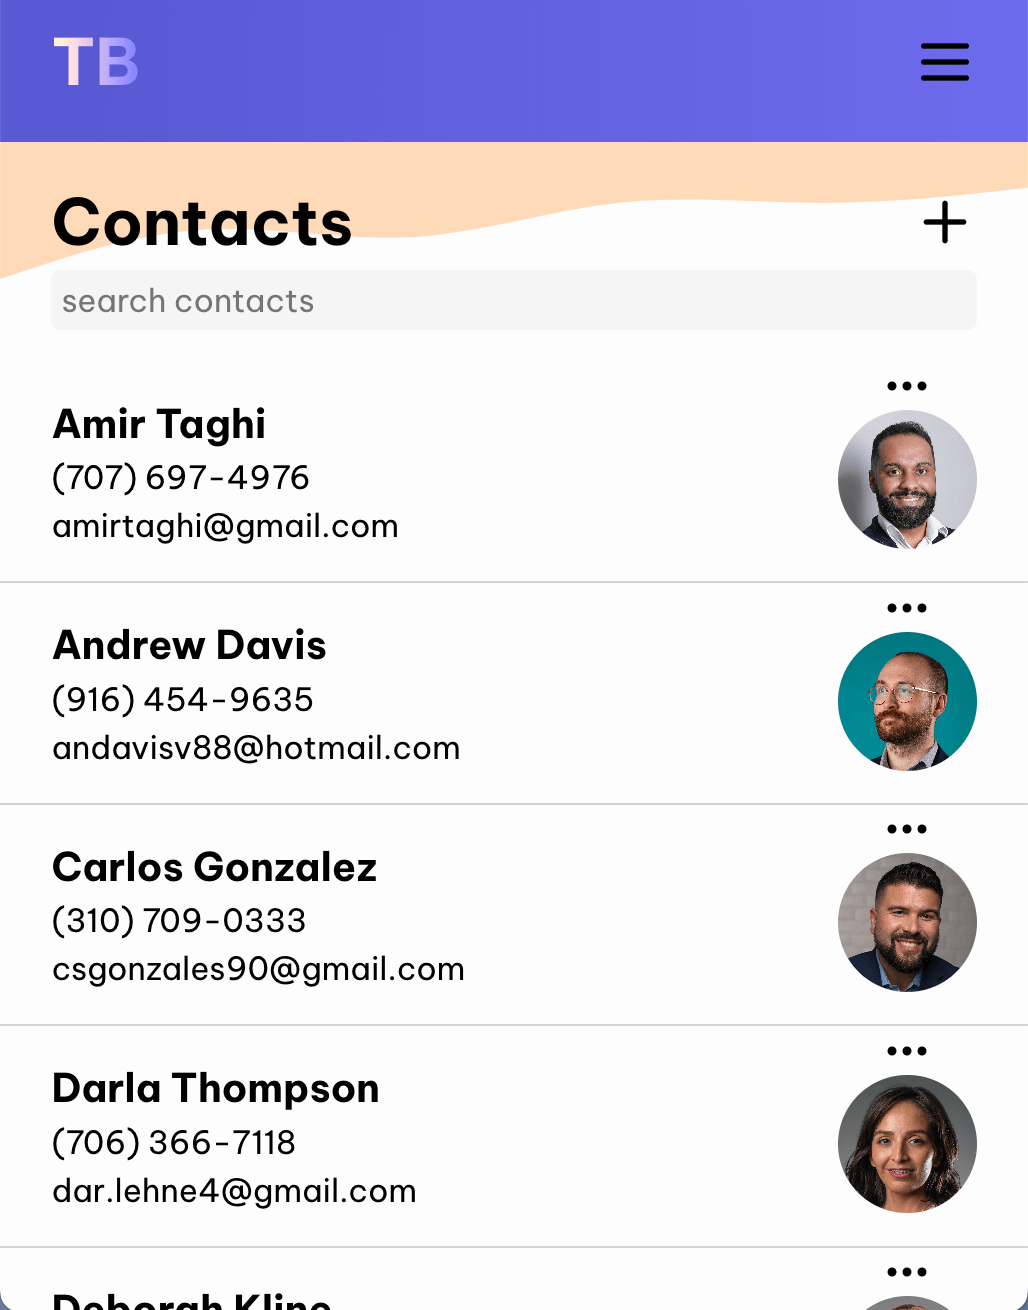 TB
Contacts
search contacts
Amir Taghi
(707) 697-4976
amirtaghi@gmail.com
Andrew Davis
(916) 454-9635
andavisv88@hotmail.com
Carlos Gonzalez
(310) 709-0333
csgonzales90@gmail.com
Darla Thompson
(706) 366-7118
dar.lehne4@gmail.com
Deborah Kline